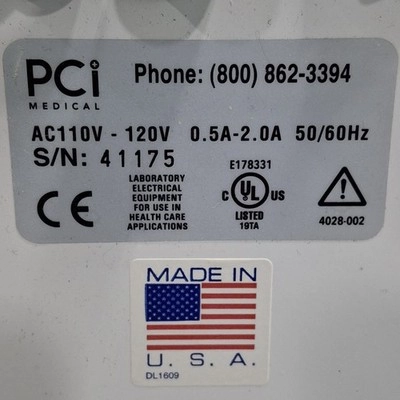 PCi
MEDICAL
Phone: (800) 862-3394
AC110V - 120V 0.5A-2.0A 50/60Hz
S/N: 41175
LABORATORY
ELECTRICAL
EQUIPMENT
FOR USE IN
HEALTH CARE
APPLICATIONS
CE
E178331
C UL US
LISTED
19TA
!
4028-002
MADE IN
U. S. A.
DL1609